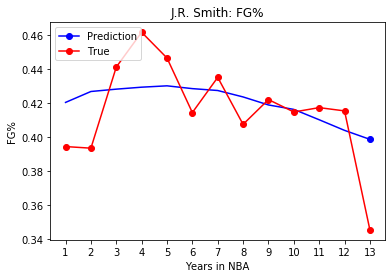 J.R. Smith: FG%
Prediction
True
0.46
0.44
0.42
0.40
0.38
0.36
0.34
FG%
1 2 3 4 5 6 7 8 9 10 11 12 13
Years in NBA